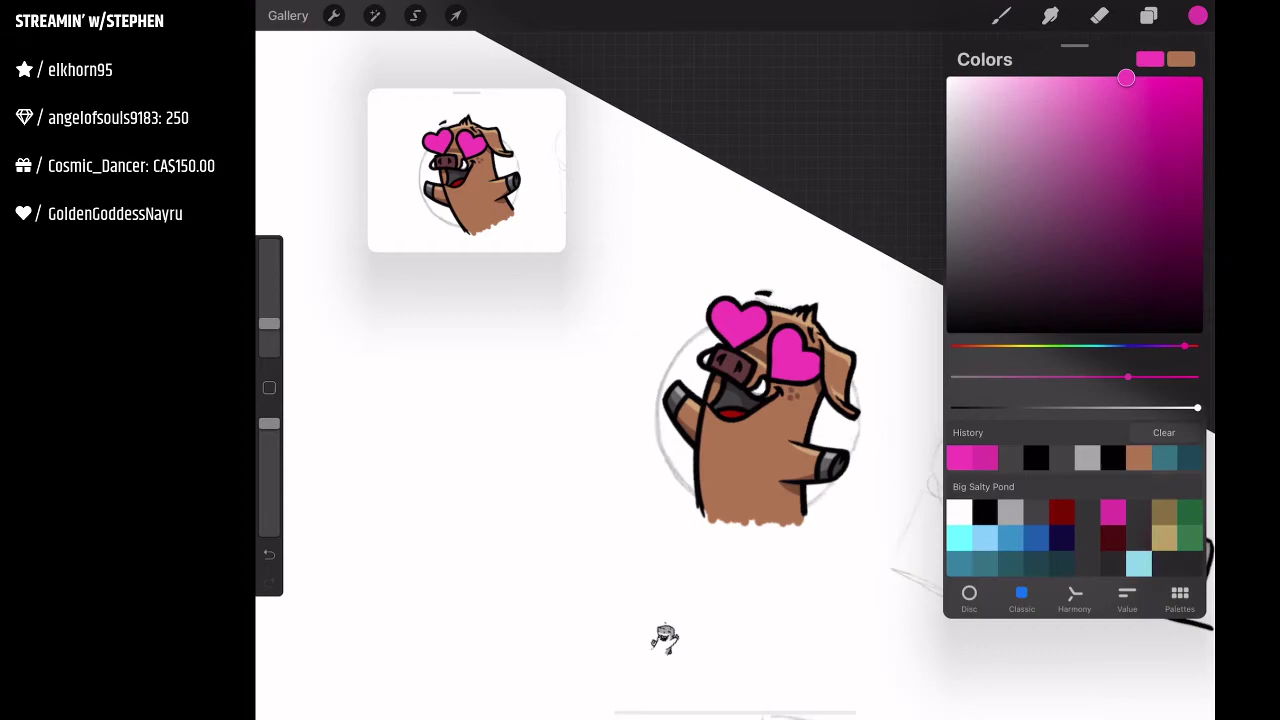 STREAMIN' w/STEPHEN
/ elkhorn95
/ angelofsouls9183: 250
/ Cosmic_Dancer: CA$150.00
/ GoldenGoddessNayru
Gallery
Colors
History
Clear
Big Salty Pond
Disc
Classic
Harmony
Value
Palettes